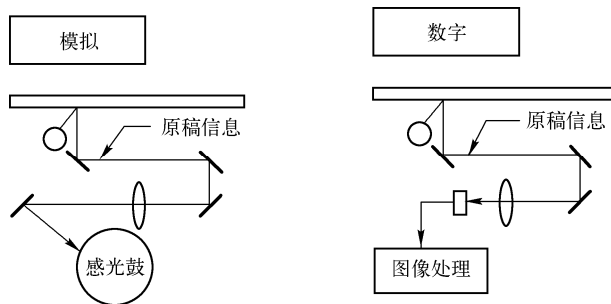 模拟
数字
原稿信息
原稿信息
感光鼓
图像处理